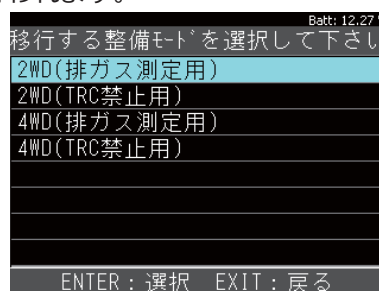 Batt: 12.27
移行する整備ﾓｰﾄﾞを選択して下さい
2WD(排ガス測定用)
2WD(TRC禁止用)
4WD(排ガス測定用)
4WD(TRC禁止用)
ENTER：選択　EXIT：戻る